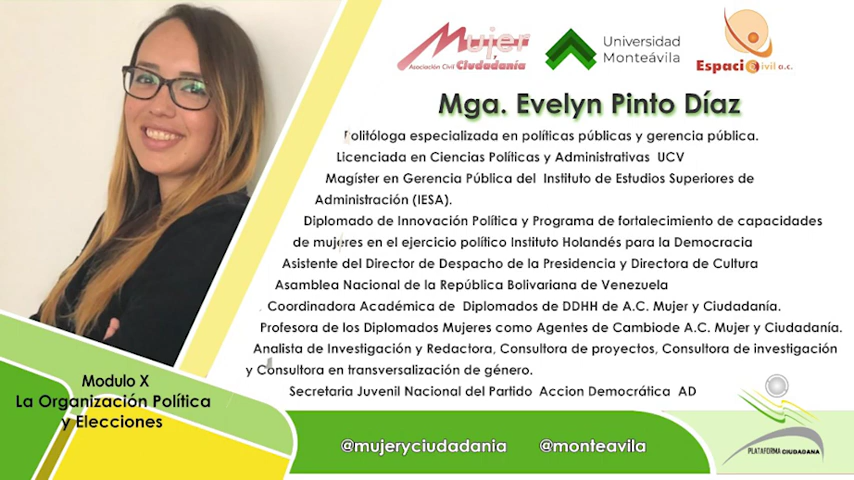 Mujer
y
Asociación Civil Ciudadanía
Universidad
Monteávila
Espaci Civil a.c.
Mga. Evelyn Pinto Díaz
Politóloga especializada en políticas públicas y gerencia pública.
Licenciada en Ciencias Políticas y Administrativas UCV
Magíster en Gerencia Pública del Instituto de Estudios Superiores de
Administración (IESA).
Diplomado de Innovación Política y Programa de fortalecimiento de capacidades
de mujeres en el ejercicio político Instituto Holandés para la Democracia
Asistente del Director de Despacho de la Presidencia y Directora de Cultura
Asamblea Nacional de la República Bolivariana de Venezuela
Coordinadora Académica de Diplomados de DDHH de A.C. Mujer y Ciudadanía.
Profesora de los Diplomados Mujeres como Agentes de Cambiode A.C. Mujer y Ciudadanía.
Analista de Investigación y Redactora, Consultora de proyectos, Consultora de investigación
y Consultora en transversalización de género.
Secretaria Juvenil Nacional del Partido Accion Democrática AD
Modulo X
La Organización Política
y Elecciones
@mujeryciudadania @monteavila
PLATAFORMA CIUDADANA